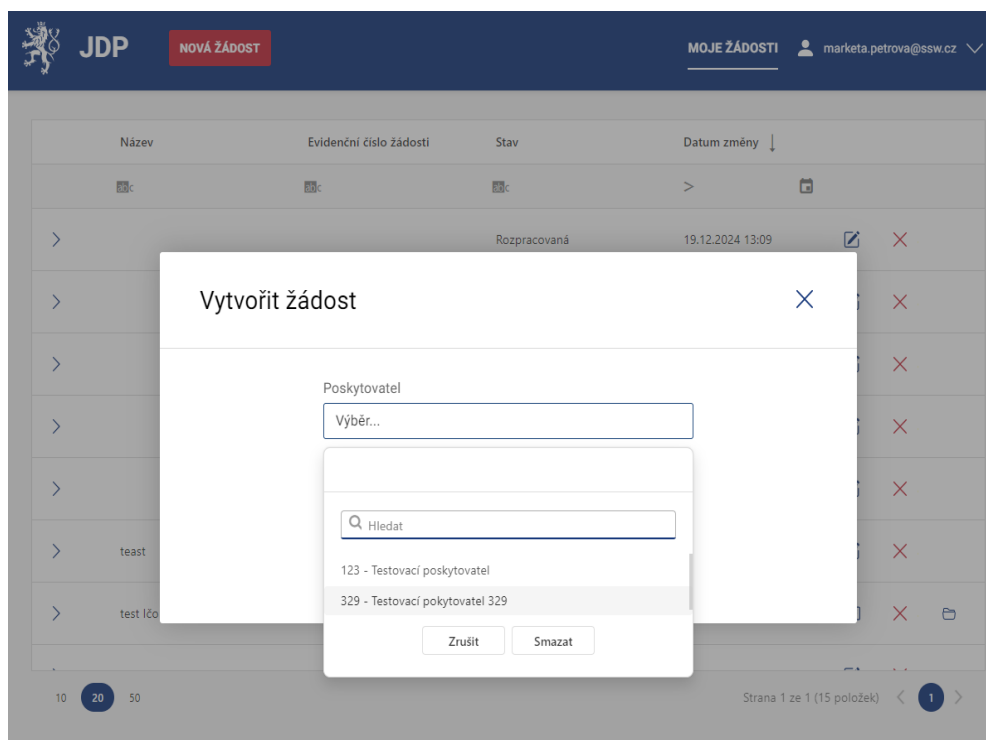 JDP NOVÁ ŽÁDOST MOJE ŽÁDOSTI marketa.petrova@ssw.cz
Název Evidenční číslo žádosti Stav Datum změny
Rozpracovaná 19.12.2024 13:09
Vytvořit žádost
Poskytovatel
Výběr...
Hledat
123 - Testovací poskytovatel
teast
329 - Testovací pokytovatel 329
test Ičo
Zrušit Smazat
10 20 50 Strana 1 ze 1 (15 položek) 1